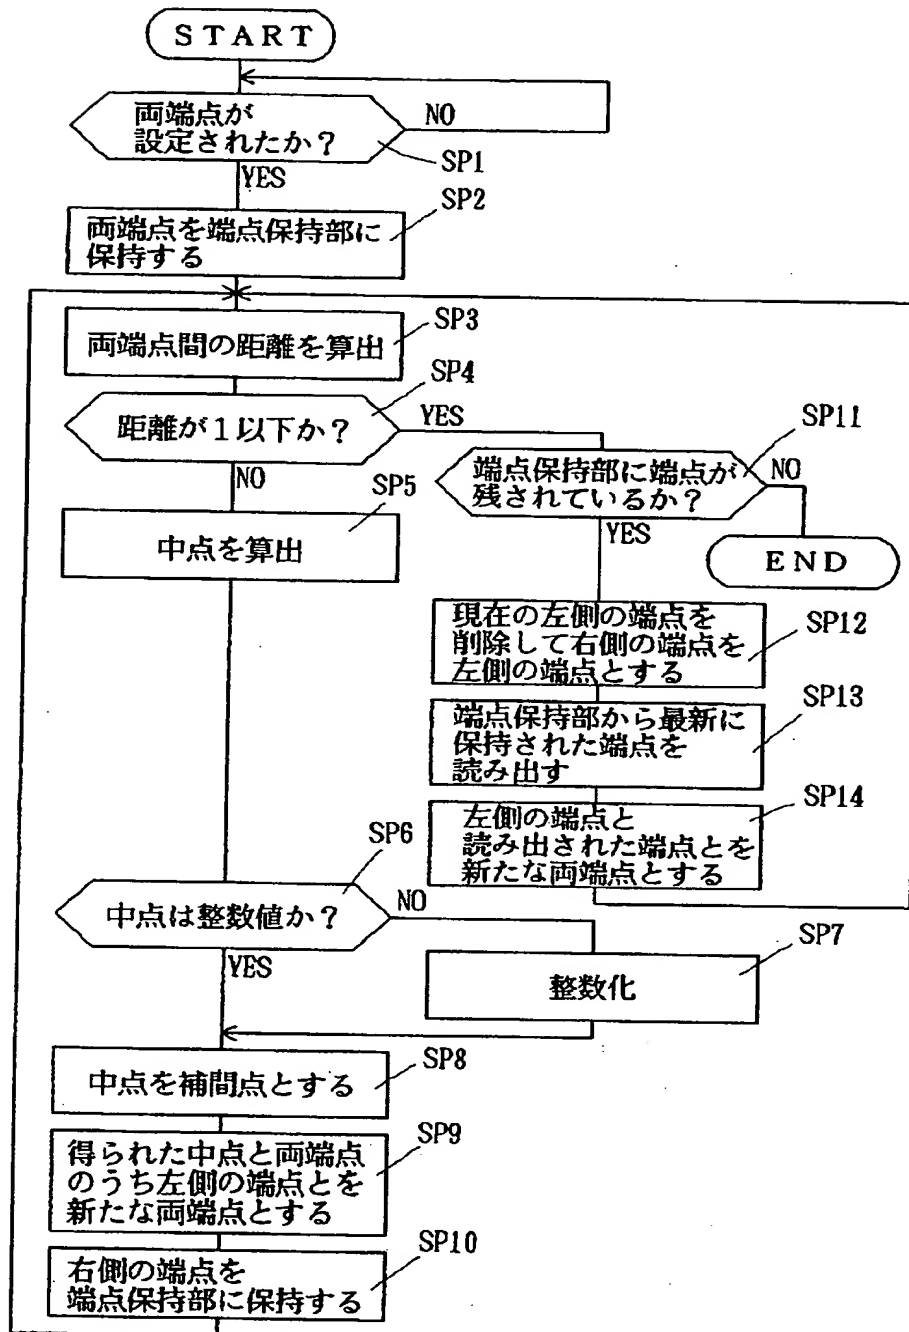 START
両端点が
設定されたか？
NO
SP1
YES
SP2
両端点を端点保持部に
保持する
SP3
両端点間の距離を算出
SP4
距離が１以下か？
YES
NO
SP11
端点保持部に端点が
残されているか？
NO
YES
END
SP5
中点を算出
現在の左側の端点を
削除して右側の端点を
左側の端点とする
SP12
端点保持部から最新に
保持された端点を
読み出す
SP13
左側の端点と
読み出された端点とを
新たな両端点とする
SP14
SP6
中点は整数値か？
NO
YES
SP7
整数化
中点を補間点とする
SP8
得られた中点と両端点
のうち左側の端点とを
新たな両端点とする
SP9
右側の端点を
端点保持部に保持する
SP10